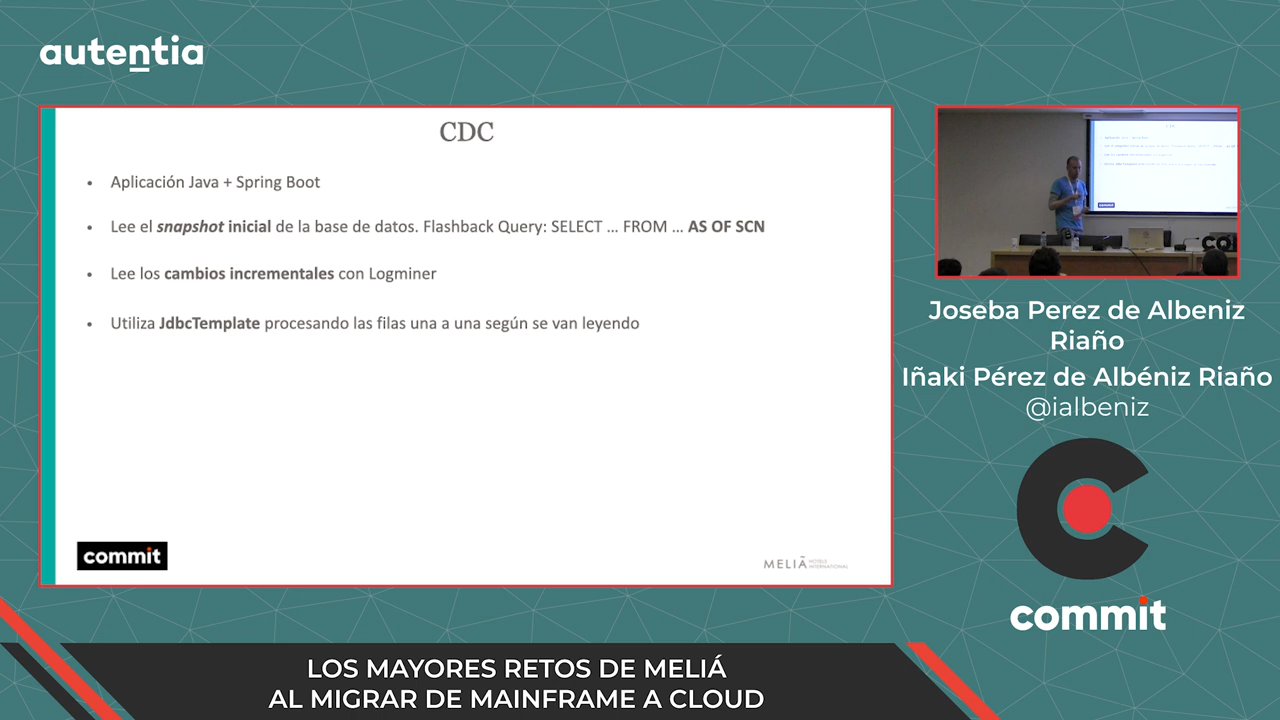 autentia
CDC
• Aplicación Java + Spring Boot
• Lee el snapshot inicial de la base de datos. Flashback Query: SELECT ... FROM ... AS OF SCN
• Lee los cambios incrementales con Logminer
• Utiliza JdbcTemplate procesando las filas una a una según se van leyendo
commit
MELIÁ HOTELS
INTERNATIONAL
Joseba Perez de Albeniz
Riaño
Iñaki Pérez de Albéniz Riaño
@ialbeniz
commit
LOS MAYORES RETOS DE MELIÁ
AL MIGRAR DE MAINFRAME A CLOUD